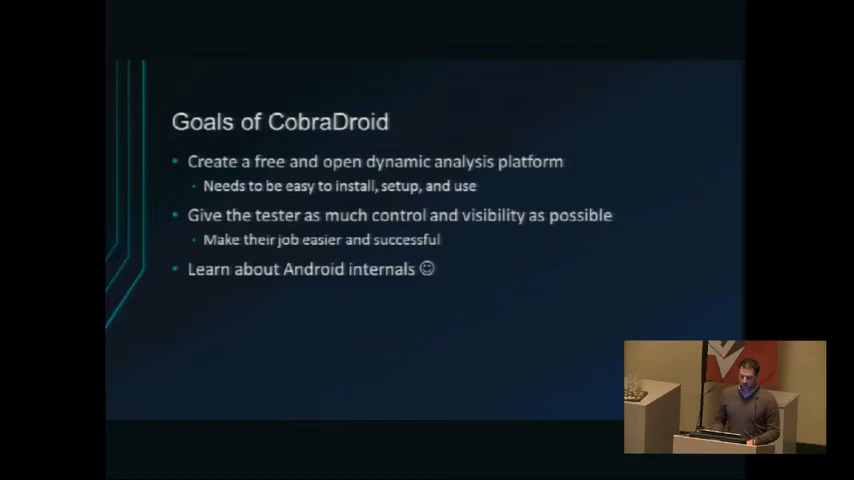 Goals of CobraDroid
• Create a free and open dynamic analysis platform
• Needs to be easy to install, setup, and use
• Give the tester as much control and visibility as possible
• Make their job easier and successful
• Learn about Android internals ☺